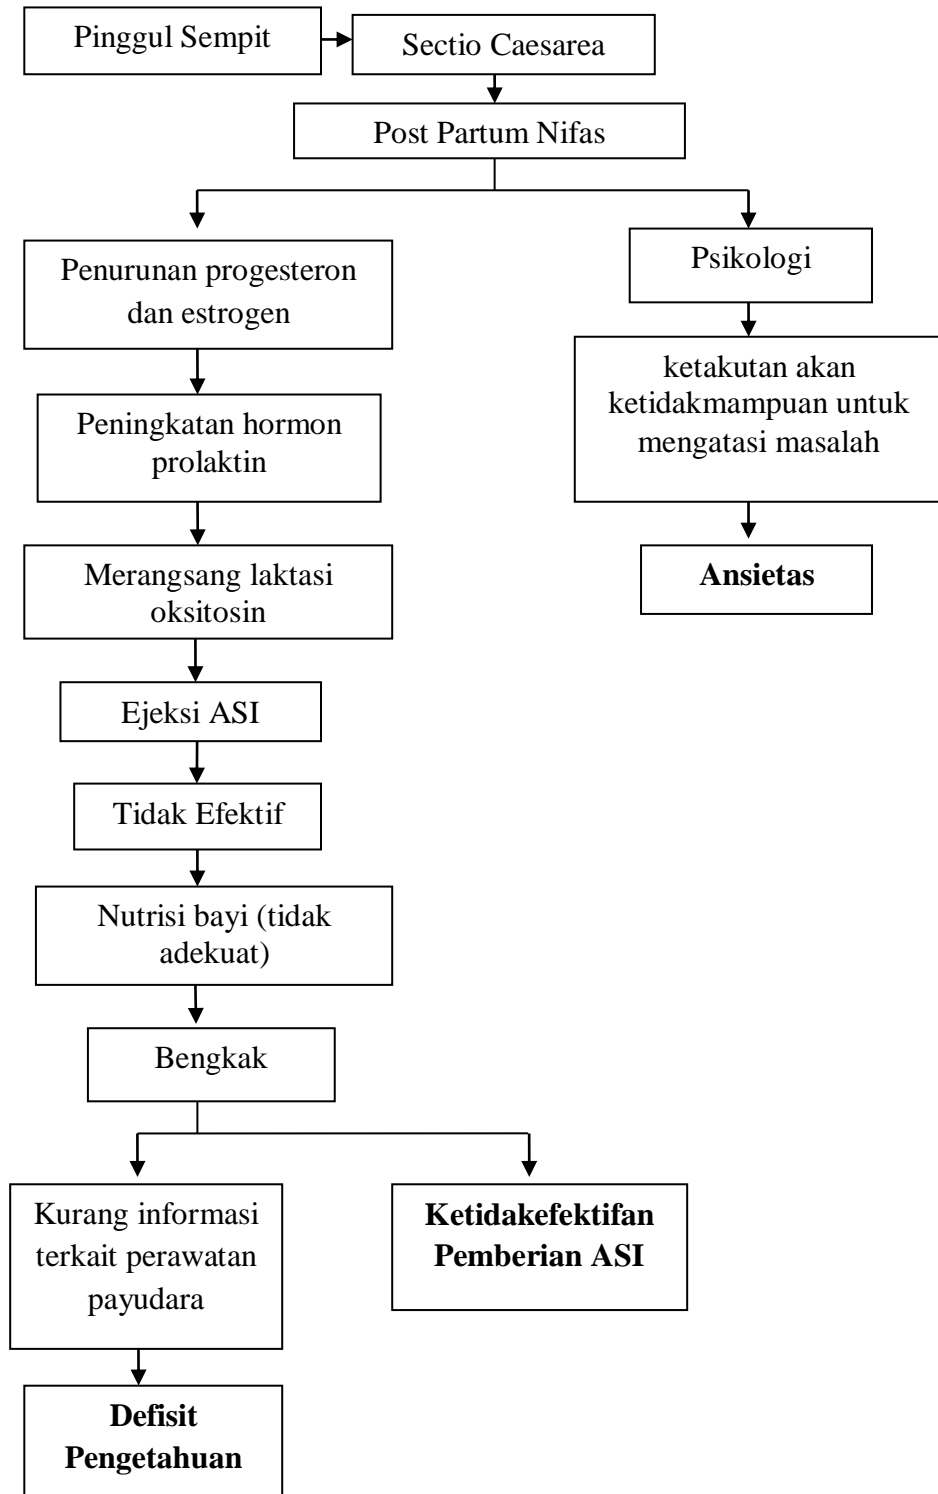 Pinggul Sempit
Sectio Caesarea
Post Partum Nifas
Penurunan progesteron
dan estrogen
Psikologi
Peningkatan hormon
prolaktin
ketakutan akan
ketidakmampuan untuk
mengatasi masalah
Merangsang laktasi
oksitosin
Ansietas
Ejeksi ASI
Tidak Efektif
Nutrisi bayi (tidak
adekuat)
Bengkak
Kurang informasi
terkait perawatan
payudara
Ketidakefektifan
Pemberian ASI
Defisit
Pengetahuan